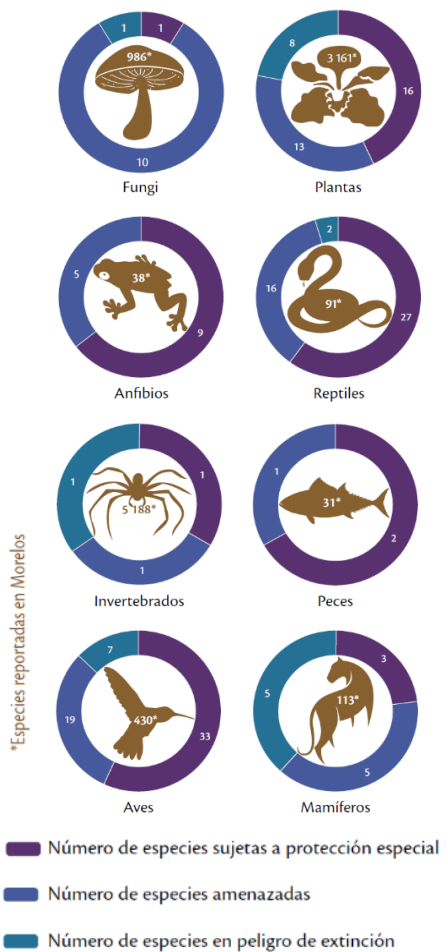 1
1
986*
10
Fungi
8
3 161*
16
13
Plantas
5
38*
9
Anfibios
2
16
91*
27
Reptiles
1
1
5 188*
1
Invertebrados
1
31*
2
Peces
7
19
430*
33
Aves
3
5
113*
5
Mamíferos
*Especies reportadas en Morelos
Número de especies sujetas a protección especial
Número de especies amenazadas
Número de especies en peligro de extinción